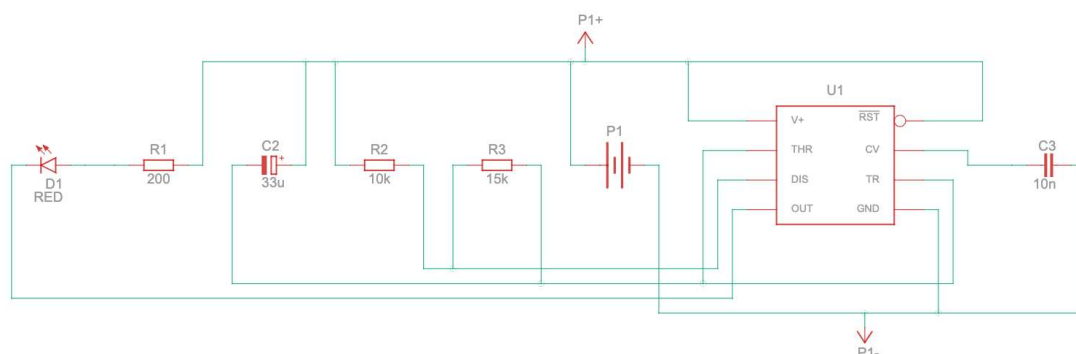 P1+
U1
V+
RST
THR
CV
DIS
TR
OUT
GND
P1
D1
RED
R1
200
C2
+
33u
R2
10k
R3
15k
C3
10n
P1-